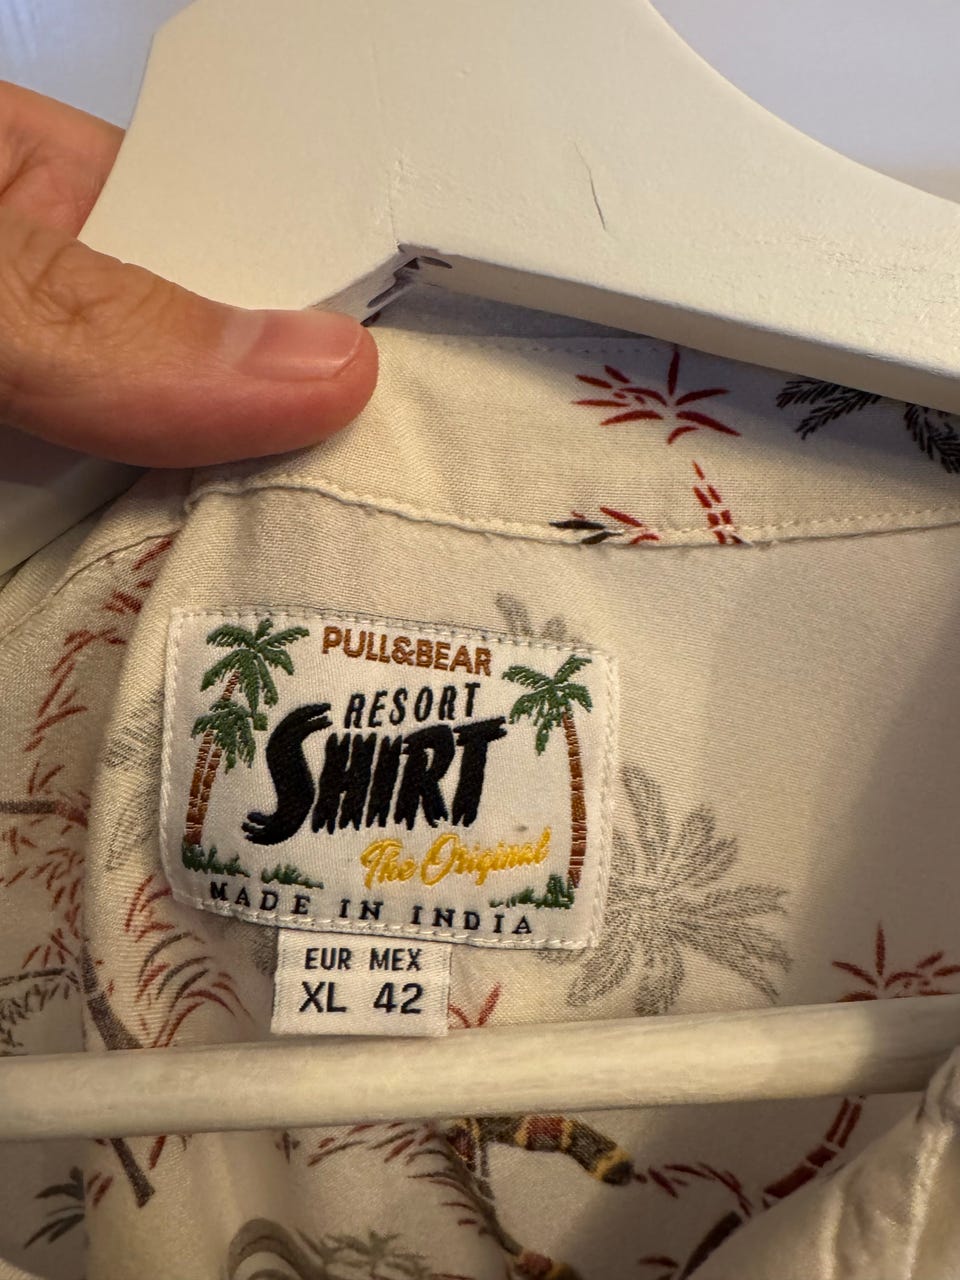 PULL&BEAR
RESORT
SHIRT
The Original
MADE IN INDIA
EUR MEX
XL 42